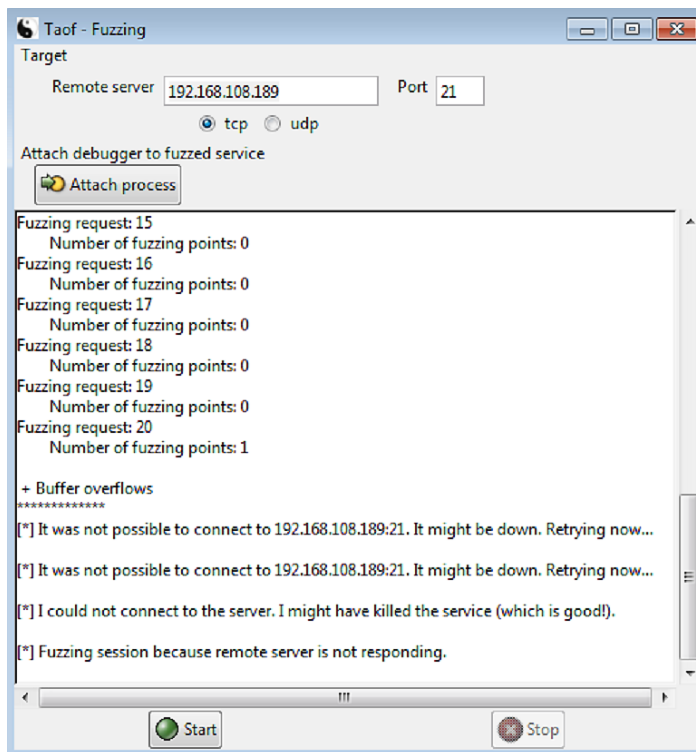 Taof - Fuzzing
Target
Remote server 192.168.108.189 Port 21
tcp udp
Attach debugger to fuzzed service
Attach process
Fuzzing request: 15
Number of fuzzing points: 0
Fuzzing request: 16
Number of fuzzing points: 0
Fuzzing request: 17
Number of fuzzing points: 0
Fuzzing request: 18
Number of fuzzing points: 0
Fuzzing request: 19
Number of fuzzing points: 0
Fuzzing request: 20
Number of fuzzing points: 1
+ Buffer overflows
*************
[*] It was not possible to connect to 192.168.108.189:21. It might be down. Retrying now...
[*] It was not possible to connect to 192.168.108.189:21. It might be down. Retrying now...
[*] I could not connect to the server. I might have killed the service (which is good!).
[*] Fuzzing session because remote server is not responding.
Start Stop